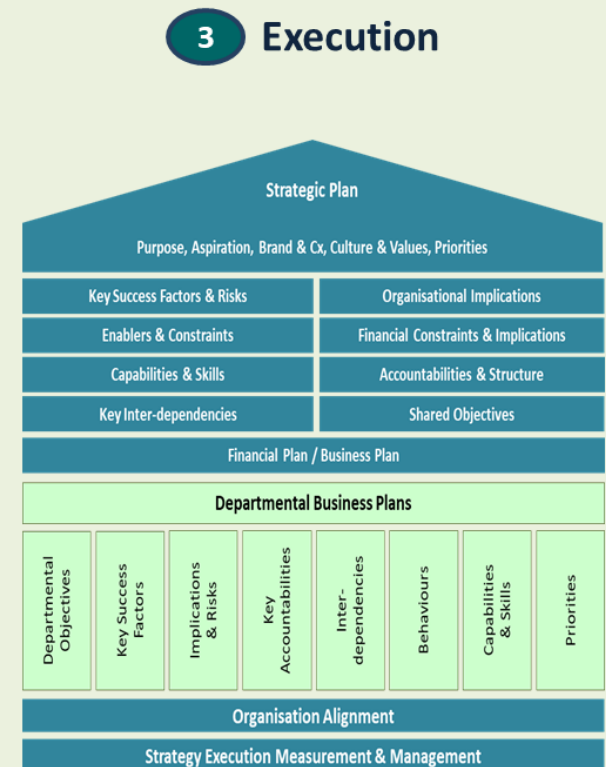 3 Execution
Strategic Plan
Purpose, Aspiration, Brand & Cx, Culture & Values, Priorities
Key Success Factors & Risks
Organisational Implications
Enablers & Constraints
Financial Constraints & Implications
Capabilities & Skills
Accountabilities & Structure
Key Inter-dependencies
Shared Objectives
Financial Plan / Business Plan
Departmental Business Plans
Departmental
Objectives
Key Success
Factors
Implications
& Risks
Key
Accountabilities
Inter-
dependencies
Behaviours
Capabilities
& Skills
Priorities
Organisation Alignment
Strategy Execution Measurement & Management